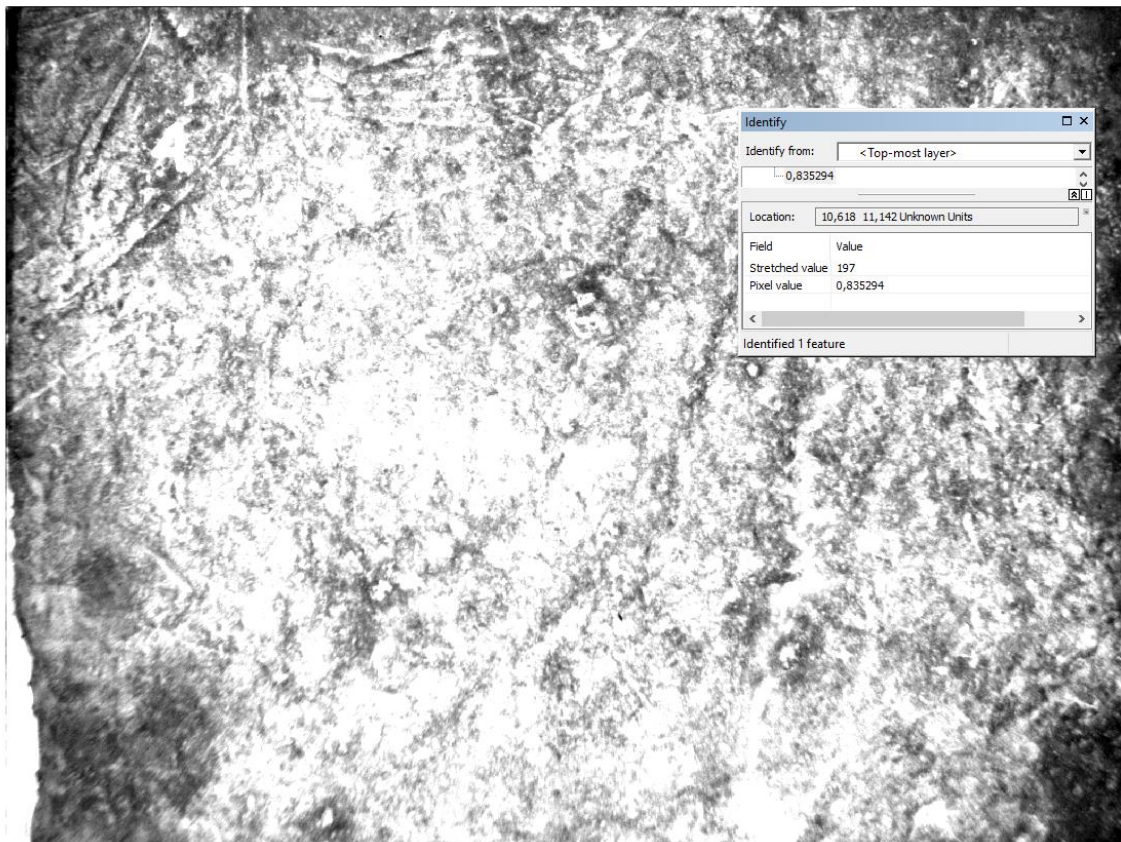 Identify
Identify from: <Top-most layer>
0,835294
Location: 10,618 11,142 Unknown Units
Field Value
Stretched value 197
Pixel value 0,835294
Identified 1 feature